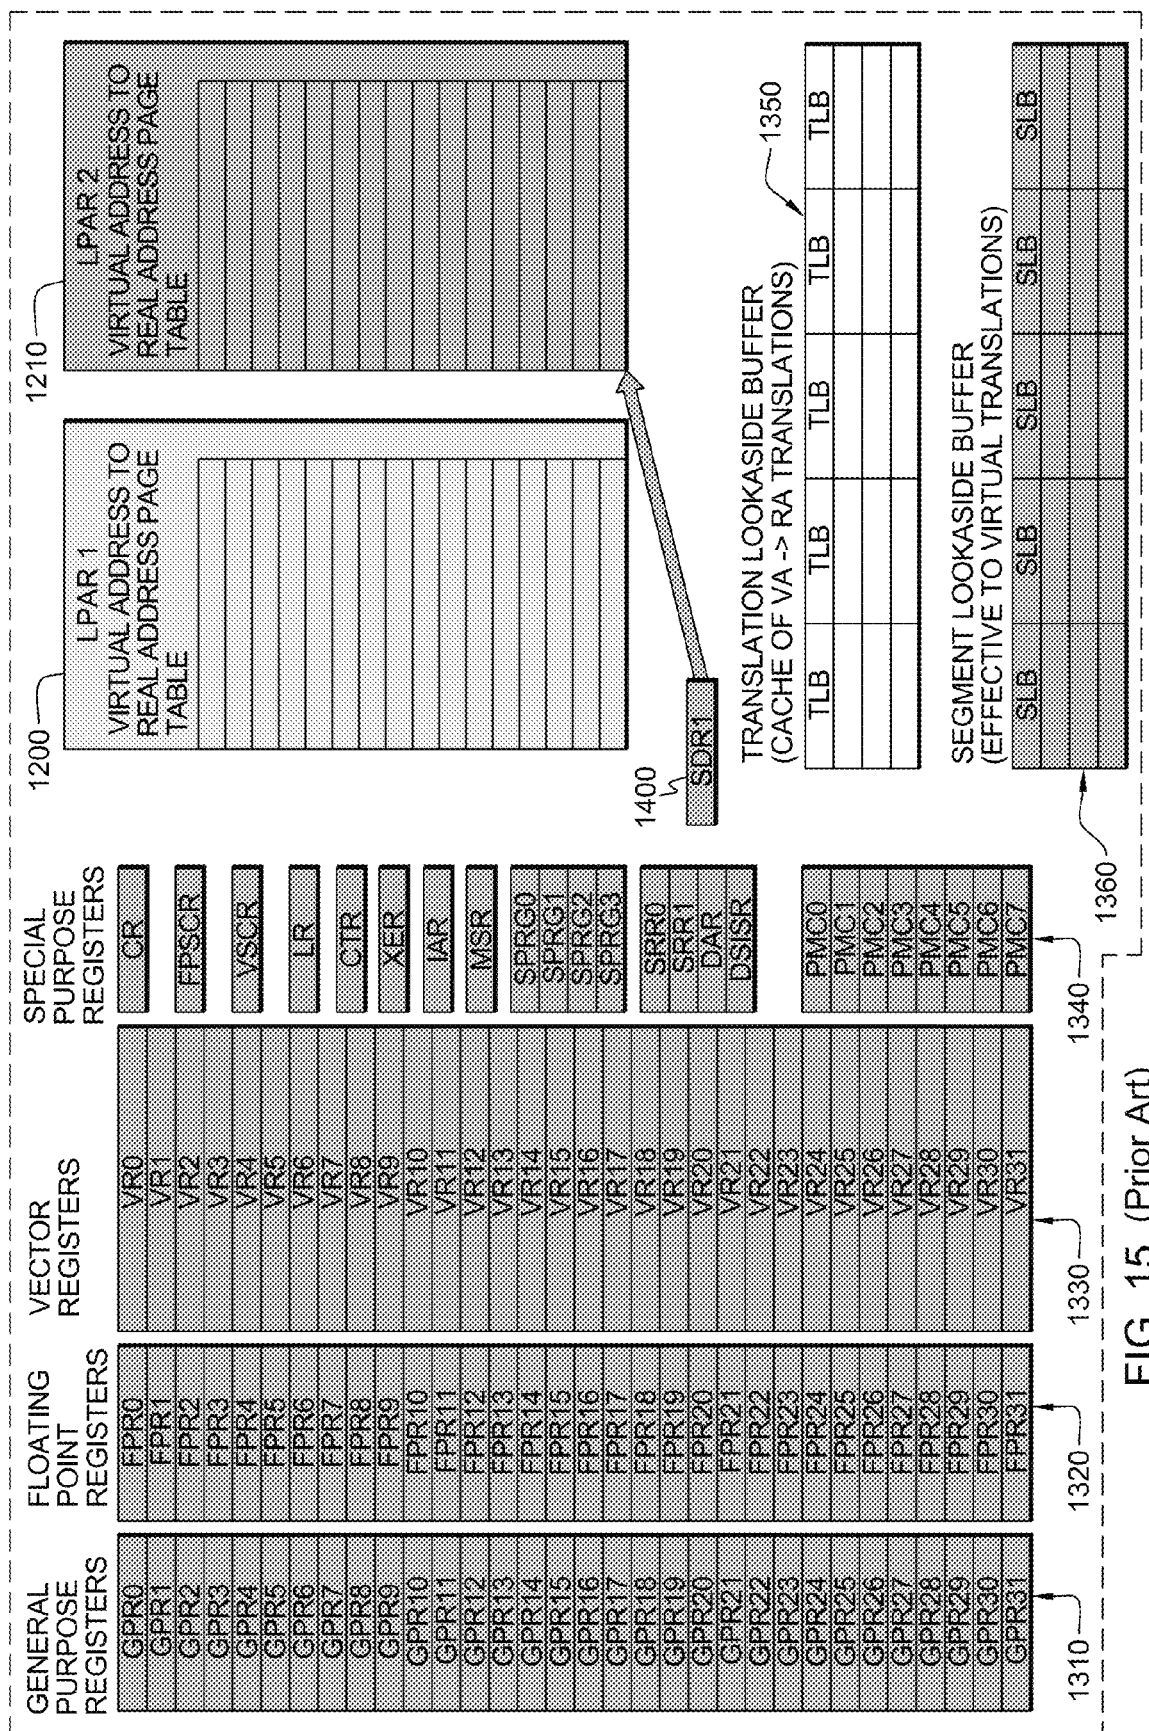 GENERAL
PURPOSE
REGISTERS
GPR0
GPR1
GPR2
GPR3
GPR4
GPR5
GPR6
GPR7
GPR8
GPR9
GPR10
GPR11
GPR12
GPR13
GPR14
GPR15
GPR16
GPR17
GPR18
GPR19
GPR20
GPR21
GPR22
GPR23
GPR24
GPR25
GPR26
GPR27
GPR28
GPR29
GPR30
GPR31
1310
FLOATING
POINT
REGISTERS
FPR0
FPR1
FPR2
FPR3
FPR4
FPR5
FPR6
FPR7
FPR8
FPR9
FPR10
FPR11
FPR12
FPR13
FPR14
FPR15
FPR16
FPR17
FPR18
FPR19
FPR20
FPR21
FPR22
FPR23
FPR24
FPR25
FPR26
FPR27
FPR28
FPR29
FPR30
FPR31
1320
VECTOR
REGISTERS
VR0
VR1
VR2
VR3
VR4
VR5
VR6
VR7
VR8
VR9
VR10
VR11
VR12
VR13
VR14
VR15
VR16
VR17
VR18
VR19
VR20
VR21
VR22
VR23
VR24
VR25
VR26
VR27
VR28
VR29
VR30
VR31
1330
SPECIAL
PURPOSE
REGISTERS
CR
FPSCR
VSCR
LR
CTR
XER
IAR
MSR
SPRG0
SPRG1
SPRG2
SPRG3
SRR0
SRR1
DAR
DSISR
PMC0
PMC1
PMC2
PMC3
PMC4
PMC5
PMC6
PMC7
1340
1200
LPAR 1
VIRTUAL ADDRESS TO
REAL ADDRESS PAGE
TABLE
1210
LPAR 2
VIRTUAL ADDRESS TO
REAL ADDRESS PAGE
TABLE
1400
SDR1
TRANSLATION LOOKASIDE BUFFER
(CACHE OF VA -> RA TRANSLATIONS)
1350
TLB TLB TLB TLB TLB
SEGMENT LOOKASIDE BUFFER
(EFFECTIVE TO VIRTUAL TRANSLATIONS)
SLB SLB SLB SLB SLB
1360
FIG. 15 (Prior Art)